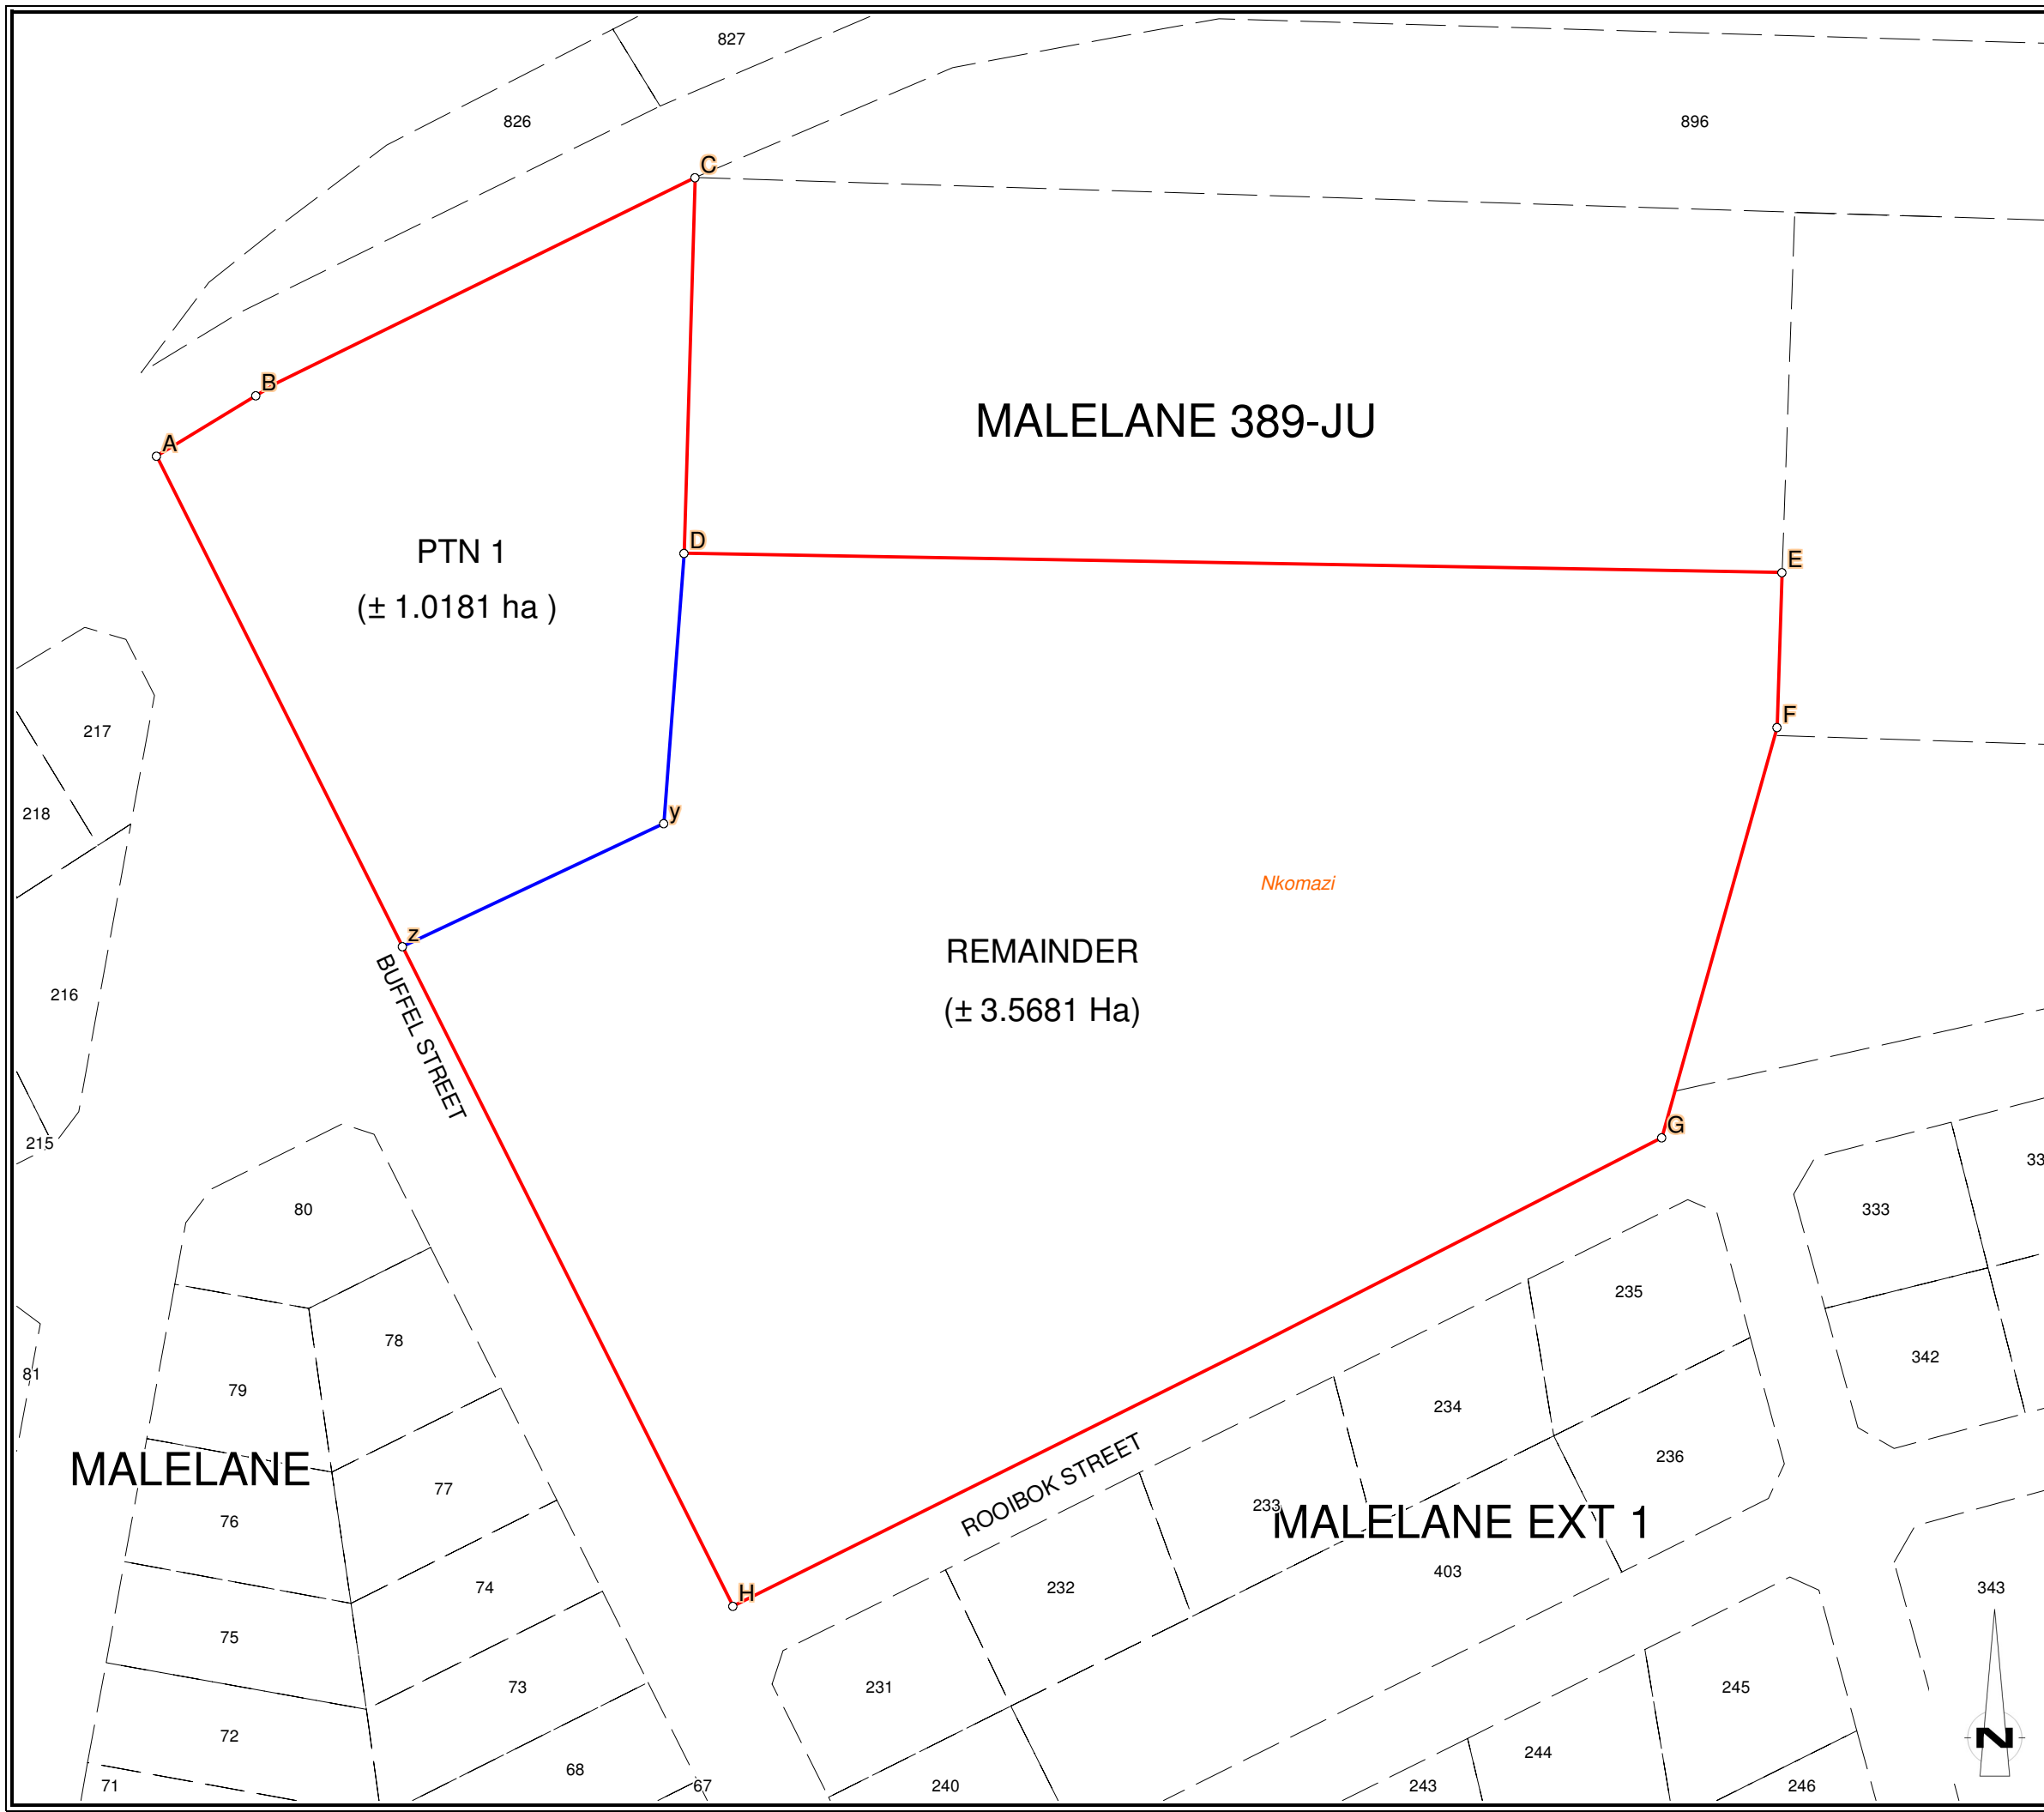 827
826
896
C
B
A
MALELANE 389-JU
PTN 1
(± 1.0181 ha )
D
E
F
217
218
y
Nkomazi
z
REMAINDER
(± 3.5681 Ha)
BUFFEL STREET
216
215
G
33
80
333
78
235
342
81
79
234
ROOIBOK STREET
MALELANE
77
236
233
MALELANE EXT 1
76
403
H
74
232
343
75
73
231
245
72
N
244
68
71
67
240
243
246